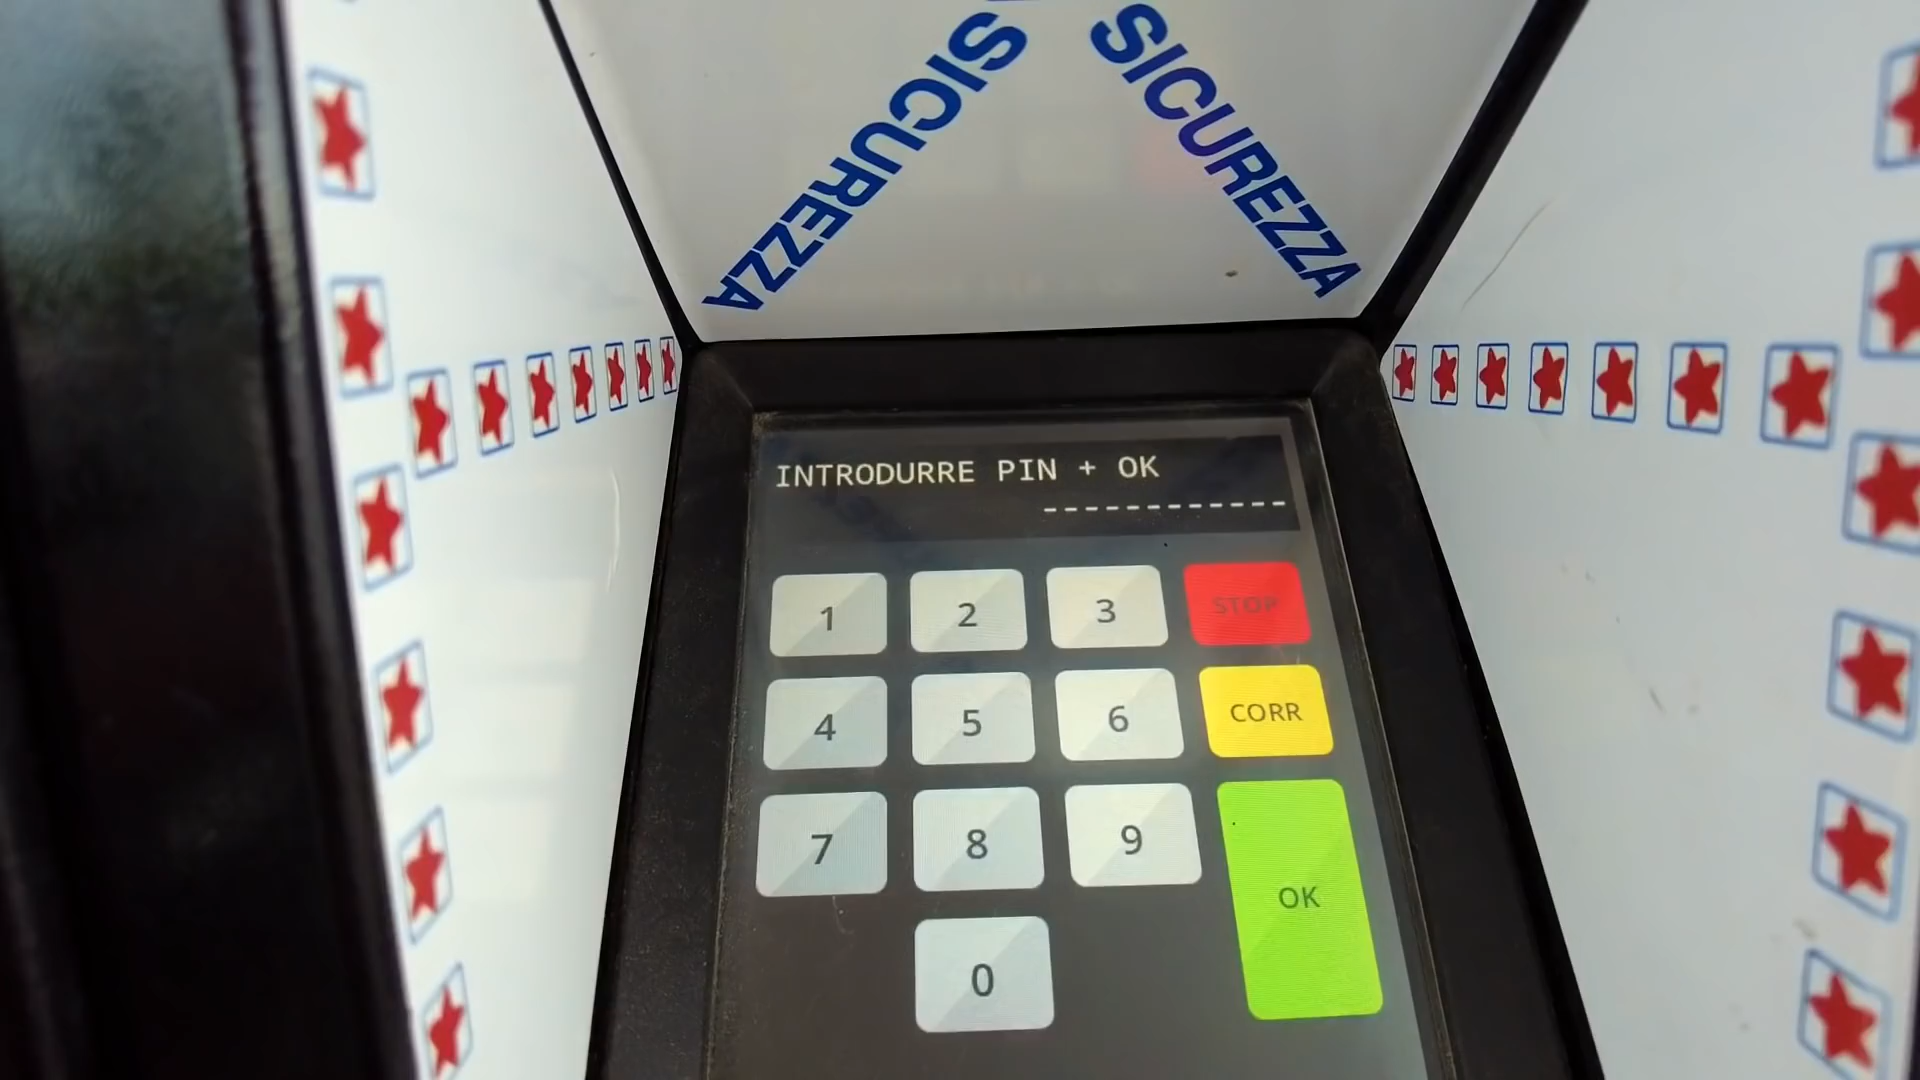 SICUREZZA
SICUREZZA
INTRODURRE PIN + OK
------------
1 2 3 STOP
4 5 6 CORR
7 8 9 OK
0